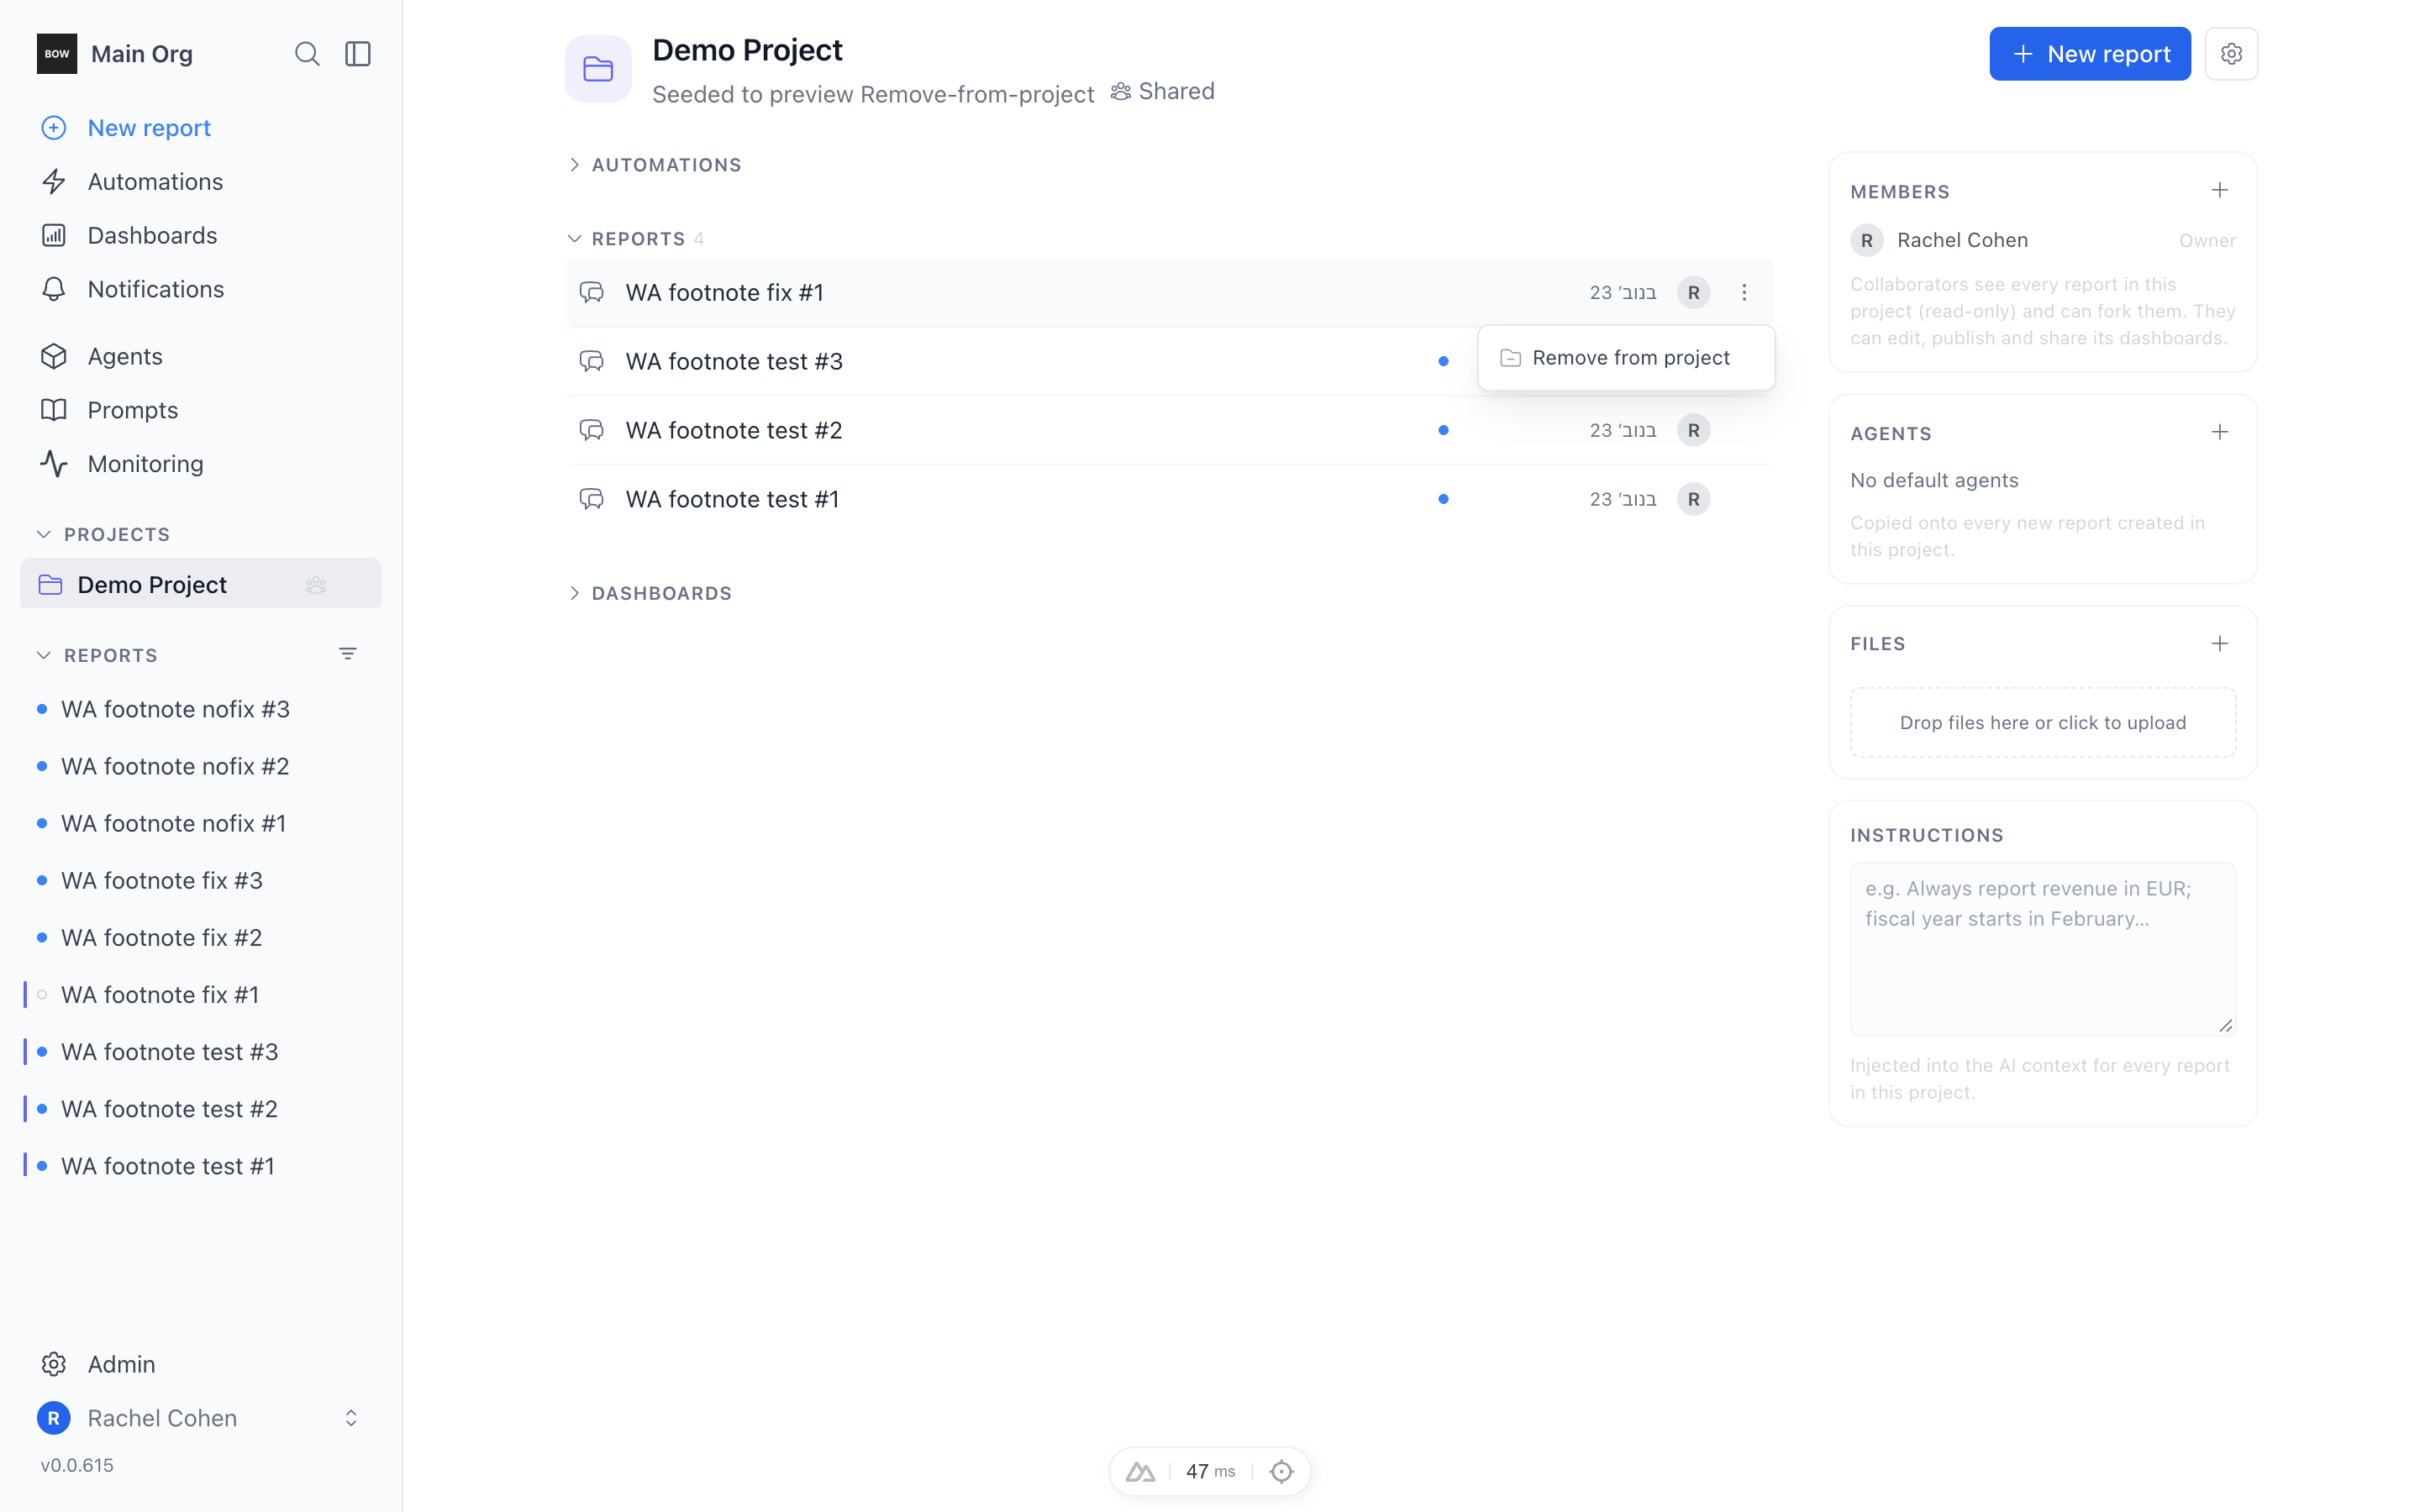 BOW
Main Org
New report
Automations
Dashboards
Notifications
Agents
Prompts
Monitoring
PROJECTS
Demo Project
REPORTS
WA footnote nofix #3
WA footnote nofix #2
WA footnote nofix #1
WA footnote fix #3
WA footnote fix #2
WA footnote fix #1
WA footnote test #3
WA footnote test #2
WA footnote test #1
Admin
R Rachel Cohen
v0.0.615
Demo Project
Seeded to preview Remove-from-project Shared
New report
AUTOMATIONS
REPORTS 4
WA footnote fix #1 23 בנוב׳ R
WA footnote test #3
Remove from project
WA footnote test #2 23 בנוב׳ R
WA footnote test #1 23 בנוב׳ R
DASHBOARDS
MEMBERS
R Rachel Cohen Owner
Collaborators see every report in this
project (read-only) and can fork them. They
can edit, publish and share its dashboards.
AGENTS
No default agents
Copied onto every new report created in
this project.
FILES
Drop files here or click to upload
INSTRUCTIONS
e.g. Always report revenue in EUR;
fiscal year starts in February...
Injected into the AI context for every report
in this project.
47 ms